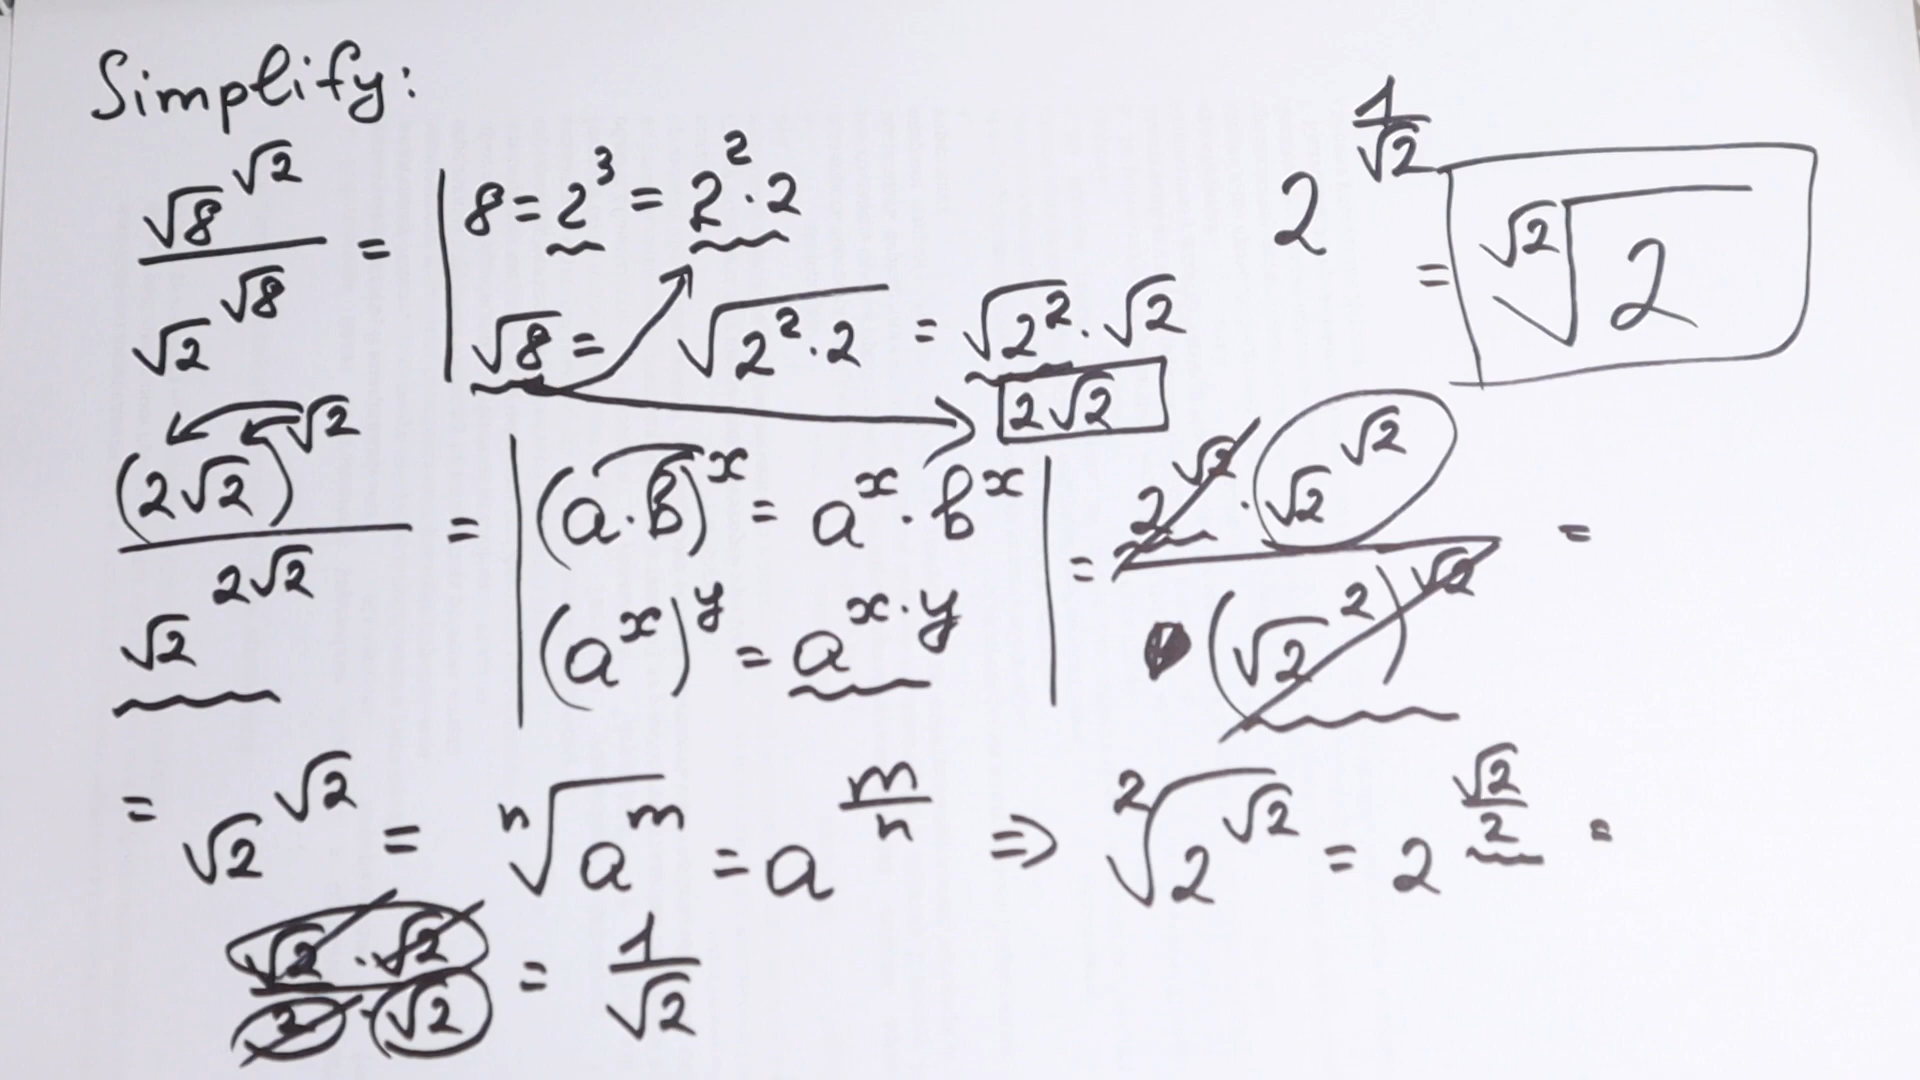 Simplify:
√8^√2 / √2^√8 =
8 = 2³ = 2² · 2
√8 = √(2² · 2) = √2² · √2
2√2
(2√2)^√2 / √2^(2√2) =
(a · b)^x = a^x · b^x
(a^x)^y = a^(x · y)
= 2^√2 · √2^√2 / (√2²)^√2 =
= √2^√2 = ⁿ√a^m = a^(m/n) ⇒ ²√2^√2 = 2^(√2/2) =
√2 · √2 / 2 · √2 = 1/√2
2^(1/√2) = √2√2